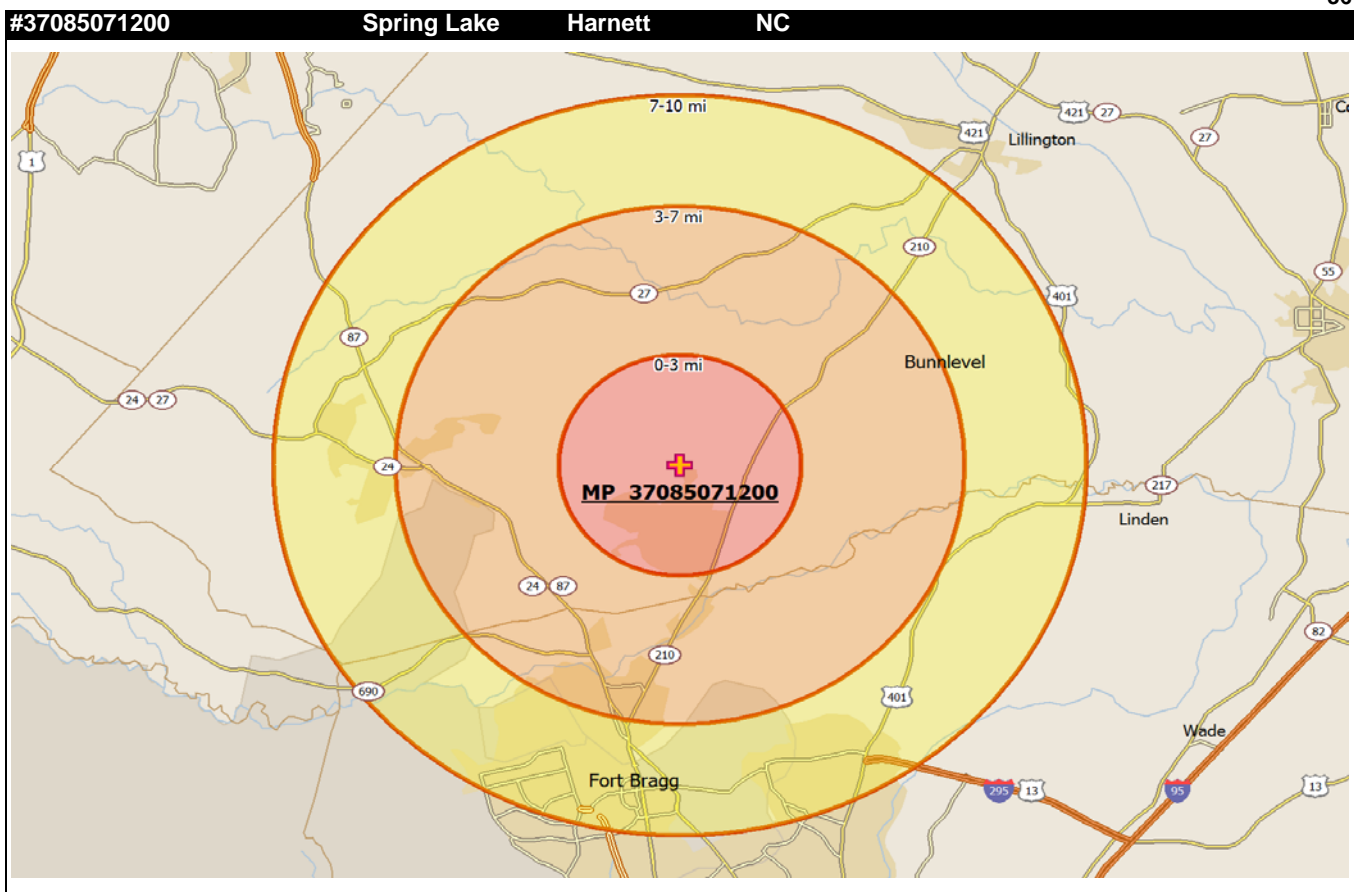 #37085071200 Spring Lake Harnett NC
7-10 mi
421 27
421
Lillington
27
1
3-7 mi
210
55
27
401
87
0-3 mi
Bunnlevel
24 27
24
MP 37085071200
217
Linden
24 87
82
210
690
401
Wade
Fort Bragg
295 13
95
13